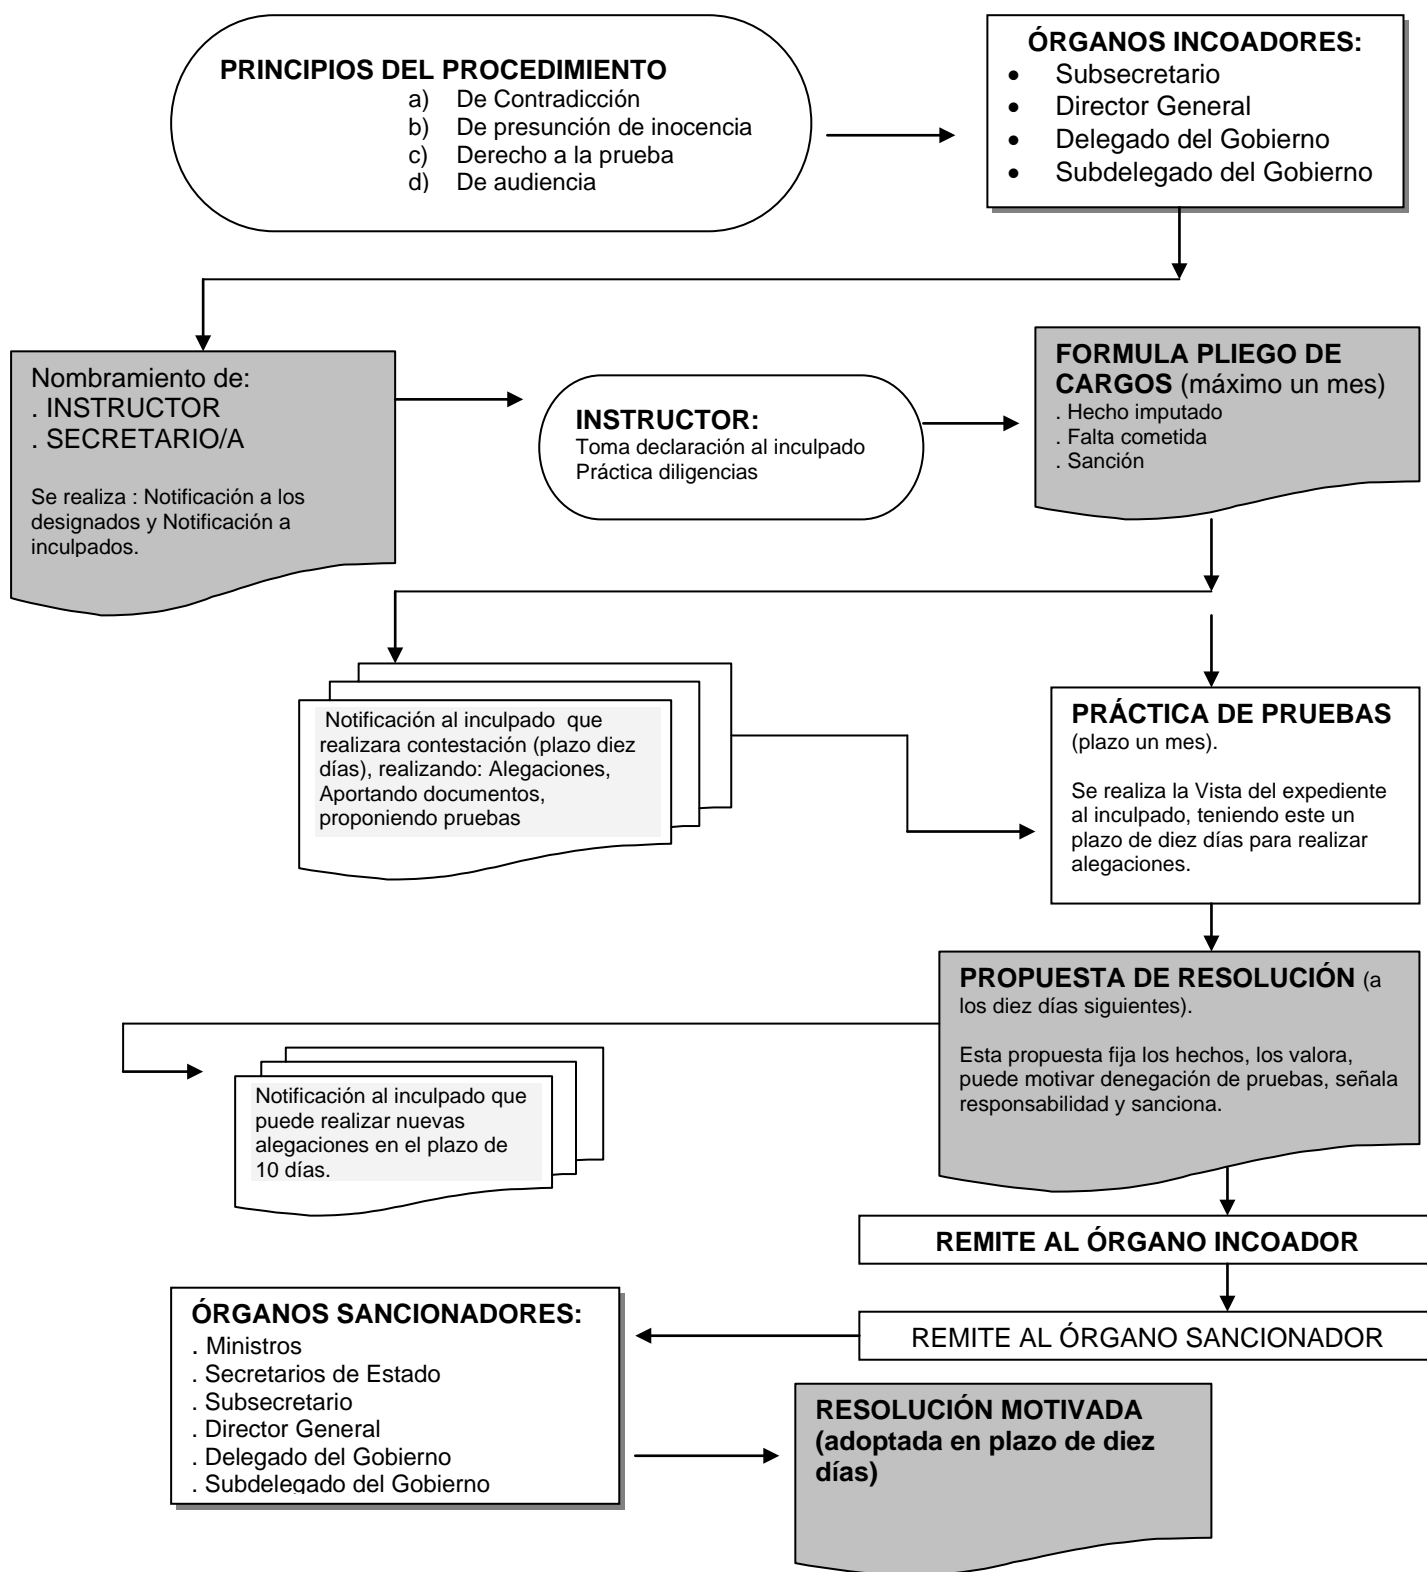 PRINCIPIOS DEL PROCEDIMIENTO
a) De Contradicción
b) De presunción de inocencia
c) Derecho a la prueba
d) De audiencia
ÓRGANOS INCOADORES:
• Subsecretario
• Director General
• Delegado del Gobierno
• Subdelegado del Gobierno
Nombramiento de:
. INSTRUCTOR
. SECRETARIO/A
Se realiza : Notificación a los
designados y Notificación a
inculpados.
INSTRUCTOR:
Toma declaración al inculpado
Práctica diligencias
FORMULA PLIEGO DE
CARGOS (máximo un mes)
. Hecho imputado
. Falta cometida
. Sanción
Notificación al inculpado que
realizara contestación (plazo diez
días), realizando: Alegaciones,
Aportando documentos,
proponiendo pruebas
PRÁCTICA DE PRUEBAS
(plazo un mes).
Se realiza la Vista del expediente
al inculpado, teniendo este un
plazo de diez días para realizar
alegaciones.
PROPUESTA DE RESOLUCIÓN (a
los diez días siguientes).
Esta propuesta fija los hechos, los valora,
puede motivar denegación de pruebas, señala
responsabilidad y sanciona.
Notificación al inculpado que
puede realizar nuevas
alegaciones en el plazo de
10 días.
REMITE AL ÓRGANO INCOADOR
REMITE AL ÓRGANO SANCIONADOR
ÓRGANOS SANCIONADORES:
. Ministros
. Secretarios de Estado
. Subsecretario
. Director General
. Delegado del Gobierno
. Subdelegado del Gobierno
RESOLUCIÓN MOTIVADA
(adoptada en plazo de diez
días)